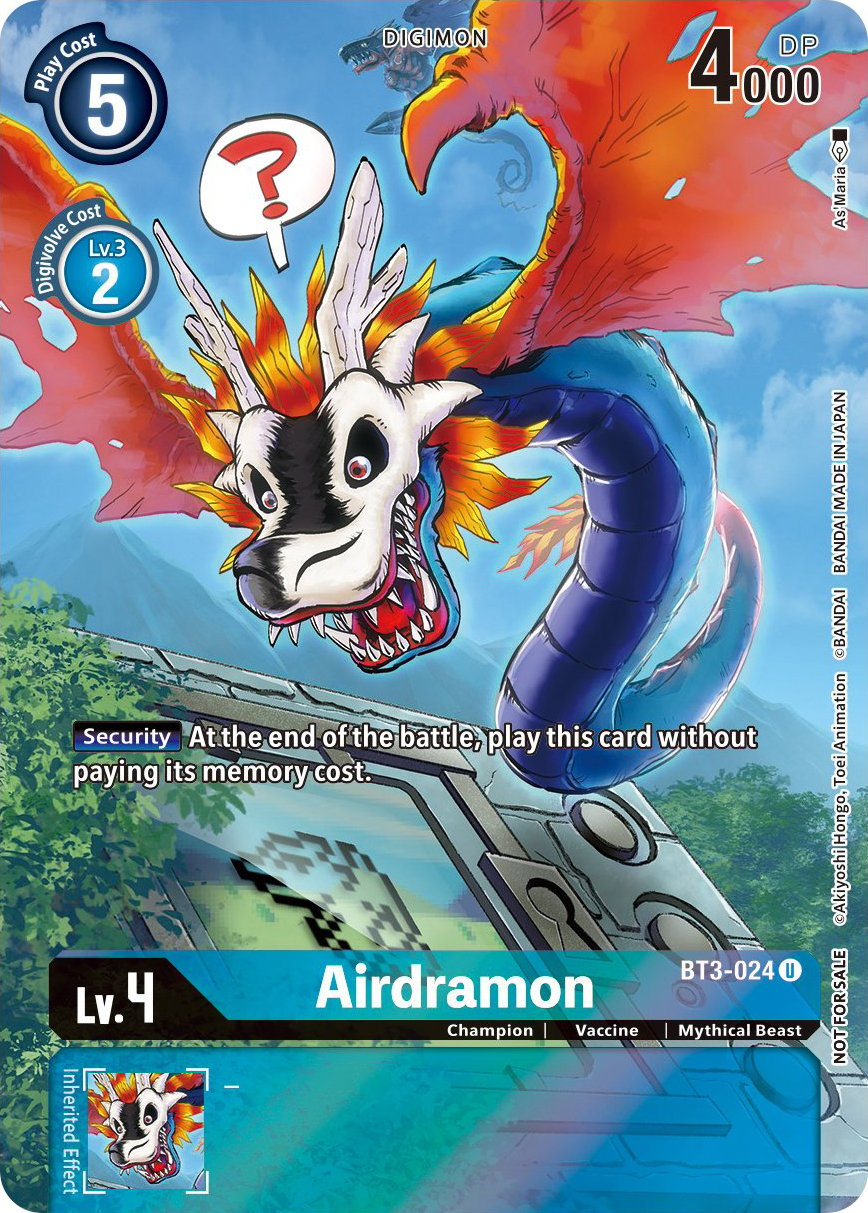 DIGIMON
Play Cost
5
DP
4000
Digivolve Cost
Lv.3
2
?
As'Maria
Security At the end of the battle, play this card without
paying its memory cost.
©Akiyoshi Hongo, Toei Animation ©BANDAI BANDAI MADE IN JAPAN
NOT FOR SALE
BT3-024 U
Lv.4
Airdramon
Champion | Vaccine | Mythical Beast
Inherited Effect
–